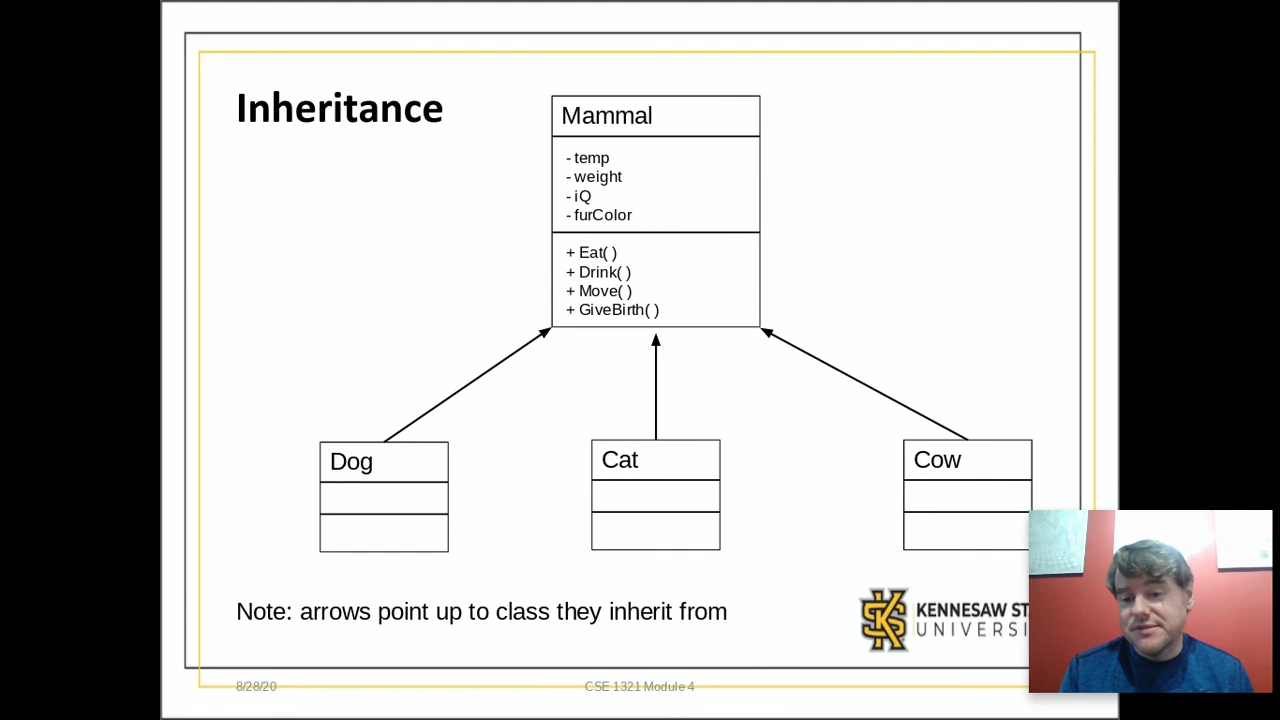 Inheritance
Mammal
- temp
- weight
- iQ
- furColor
+ Eat( )
+ Drink( )
+ Move( )
+ GiveBirth( )
Dog
Cat
Cow
Note: arrows point up to class they inherit from
KENNESAW ST
UNIVERSI
8/28/20
CSE 1321 Module 4